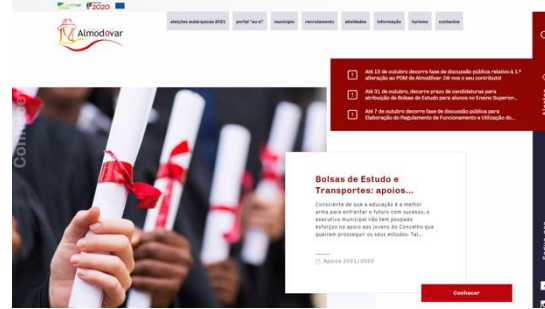 2020
Almodovar
eleições autárquicas 2021
portal "eu vi"
município
recrutamento
atividades
informação
turismo
contactos
Até 15 de outubro decorre fase de discussão pública relativo à 1.ª
alteração ao PDM de Almodôvar: Dê-nos o seu contributo!
Até 31 de outubro, decorre prazo de candidaturas para
atribuição de Bolsas de Estudo para alunos no Ensino Superior...
Até 7 de outubro decorre fase de discussão pública para
Elaboração do Regulamento de Funcionamento e Utilização do...
Conhecer
Bolsas de Estudo e
Transportes: apoios...
Consciente de que a educação é a melhor
arma para enfrentar o futuro com sucesso, o
executivo municipal não tem poupado
esforços no apoio aos jovens do Concelho que
queiram prosseguir os seus estudos. Tal...
Apoios 2021/2022
Conhecer